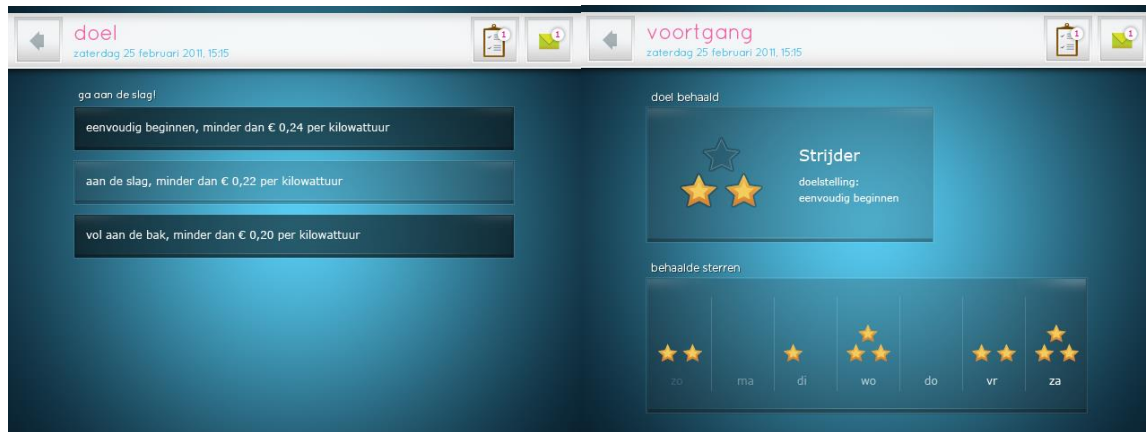 doel
zaterdag 25 februari 2011, 15:15
1
1
ga aan de slag!
eenvoudig beginnen, minder dan € 0,24 per kilowattuur
aan de slag, minder dan € 0,22 per kilowattuur
vol aan de bak, minder dan € 0,20 per kilowattuur
voortgang
zaterdag 25 februari 2011, 15:15
1
1
doel behaald
Strijder
doelstelling:
eenvoudig beginnen
behaalde sterren
zo ma di wo do vr za